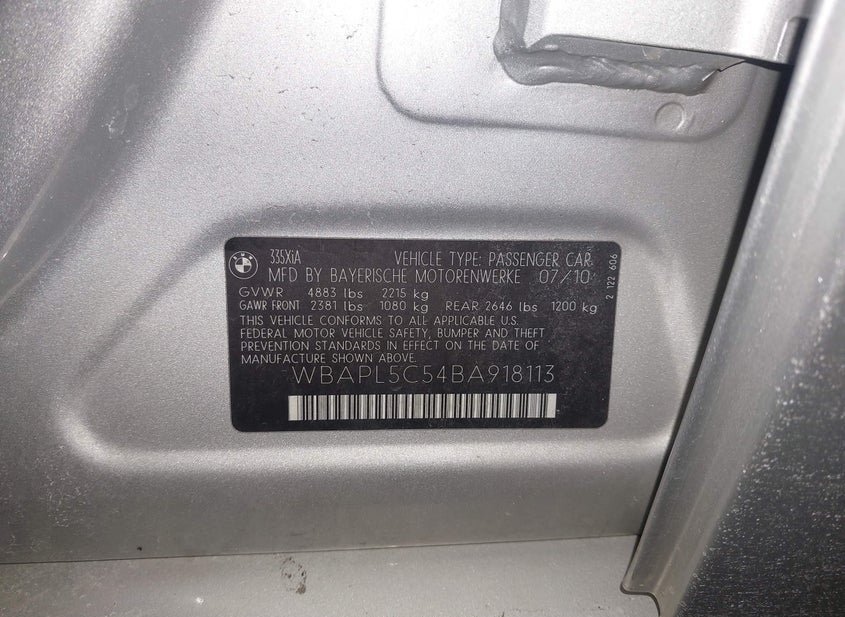 BMW
335XiA VEHICLE TYPE: PASSENGER CAR
MFD BY BAYERISCHE MOTORENWERKE 07/10
GVWR 4883 lbs 2215 kg
GAWR FRONT 2381 lbs 1080 kg REAR 2646 lbs 1200 kg
THIS VEHICLE CONFORMS TO ALL APPLICABLE U.S.
FEDERAL MOTOR VEHICLE SAFETY, BUMPER AND THEFT
PREVENTION STANDARDS IN EFFECT ON THE DATE OF
MANUFACTURE SHOWN ABOVE.
WBAPL5C54BA918113
2 122 606